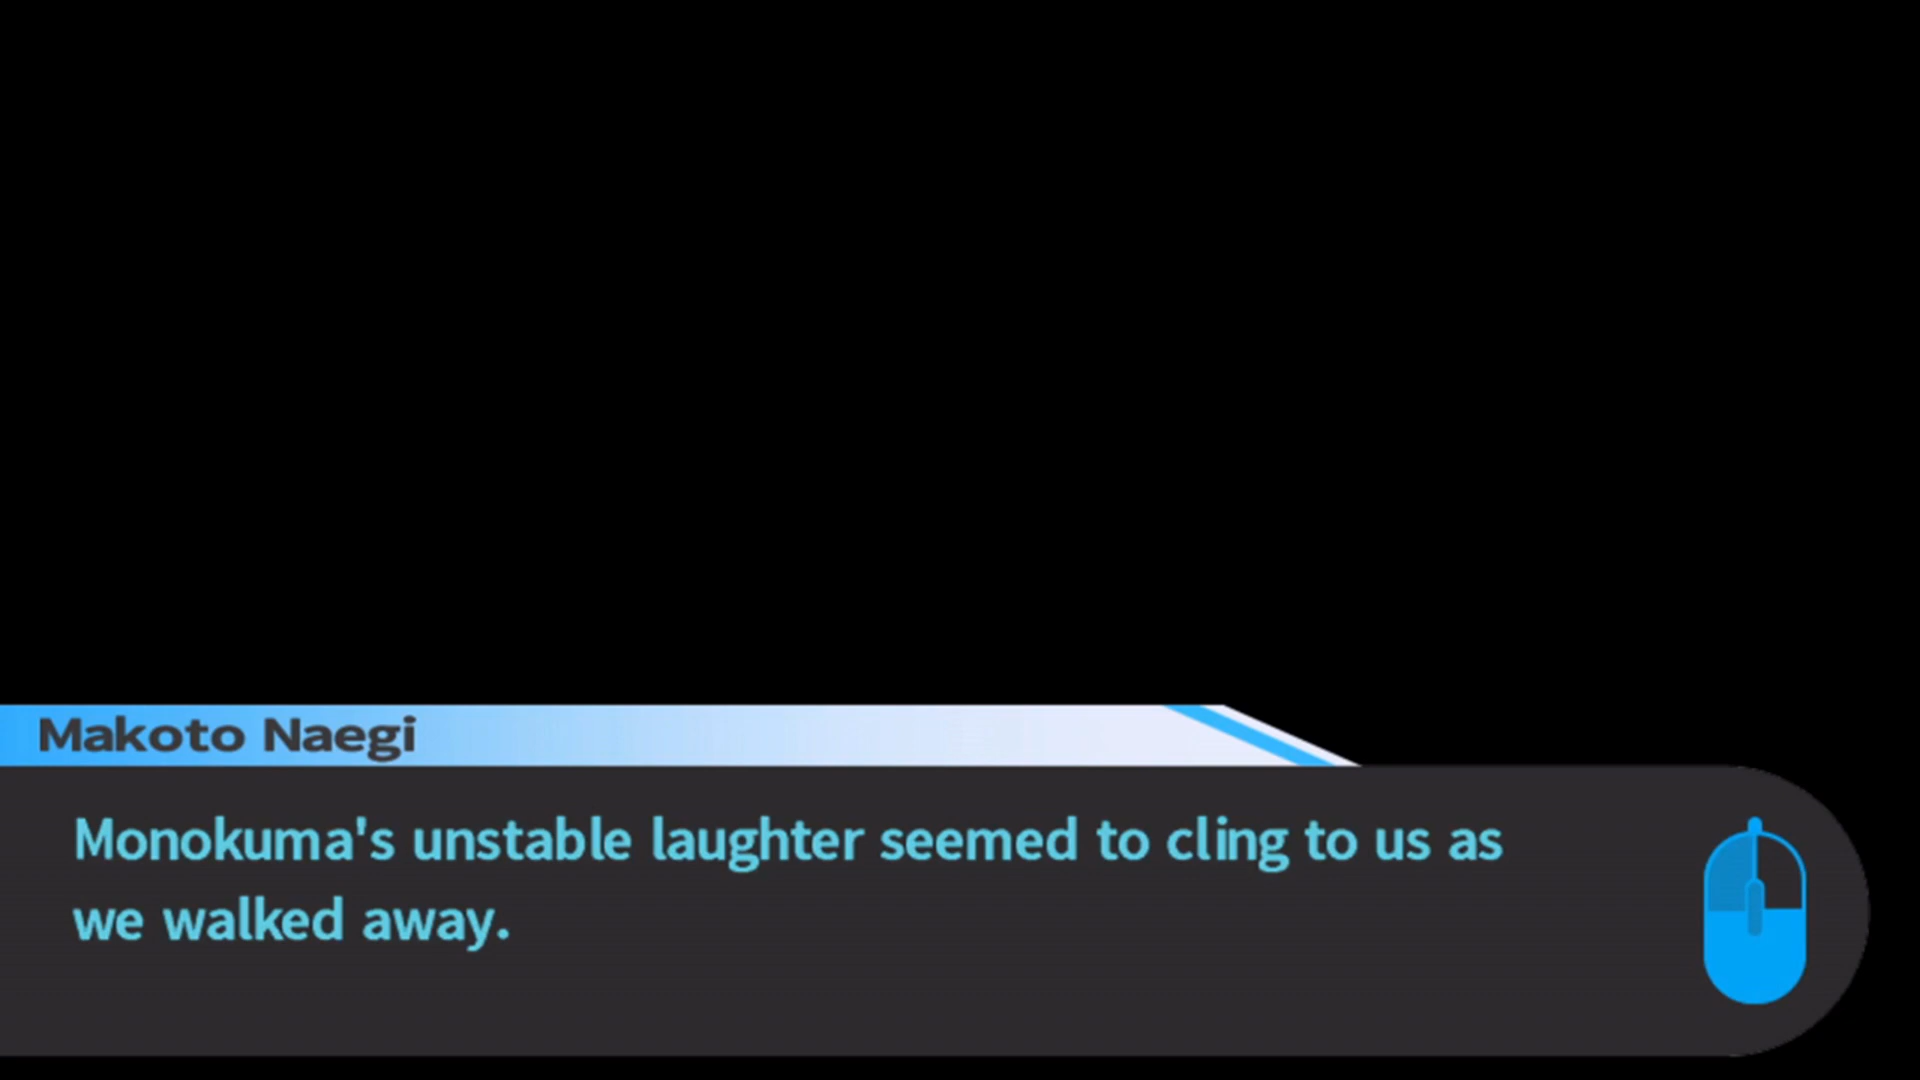 Makoto Naegi
Monokuma's unstable laughter seemed to cling to us as
we walked away.